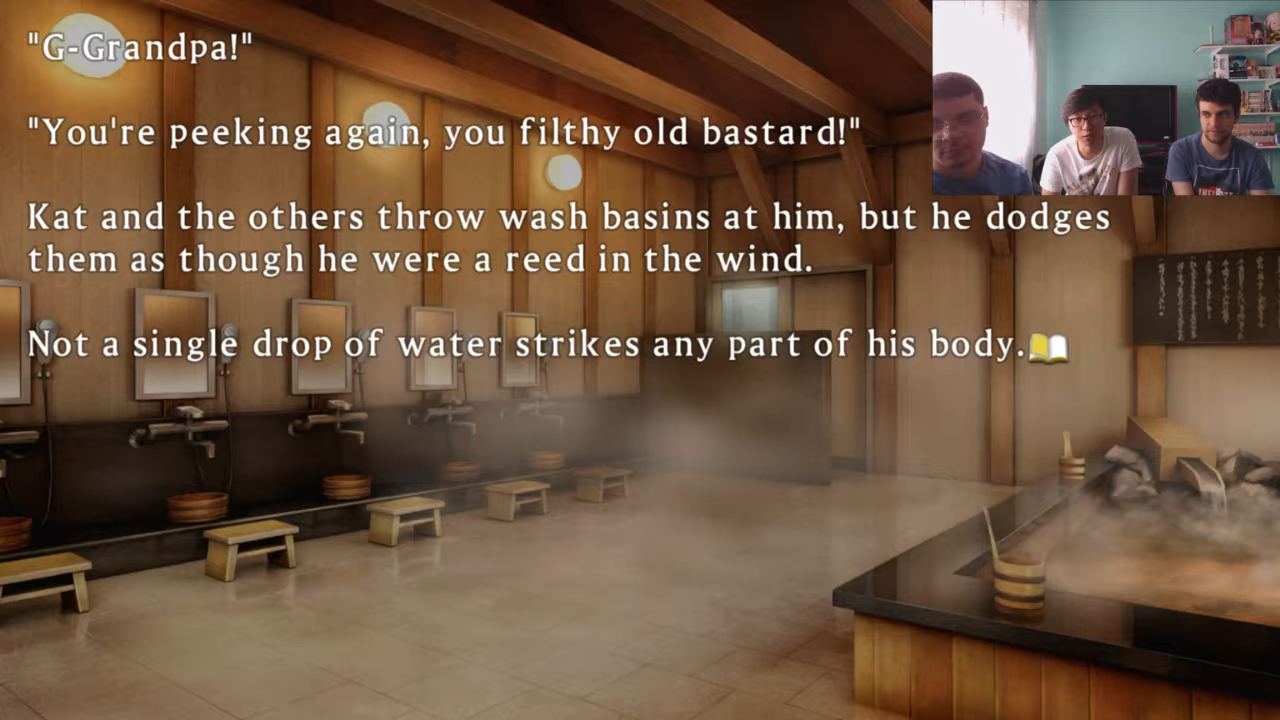 "G-Grandpa!"
"You're peeking again, you filthy old bastard!"
Kat and the others throw wash basins at him, but he dodges
them as though he were a reed in the wind.
Not a single drop of water strikes any part of his body.